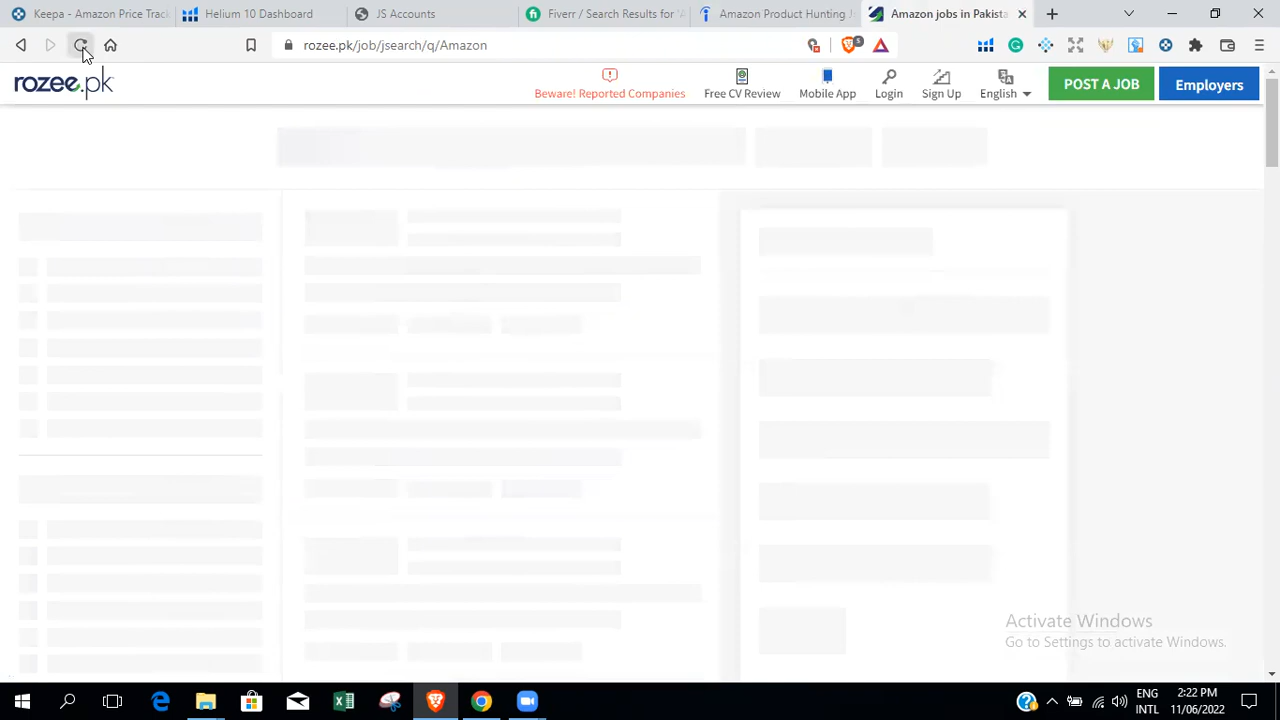 Keepa - Amazon Price Track
Helium 10 Dashboard
JS Accounts
Fiverr / Search Results for 'A
Amazon Product Hunting J
Amazon jobs in Pakista
rozee.pk/job/jsearch/q/Amazon
5
rozee.pk
Beware! Reported Companies
Free CV Review
Mobile App
Login
Sign Up
English
POST A JOB
Employers
Activate Windows
Go to Settings to activate Windows.
ENG
INTL
2:22 PM
11/06/2022